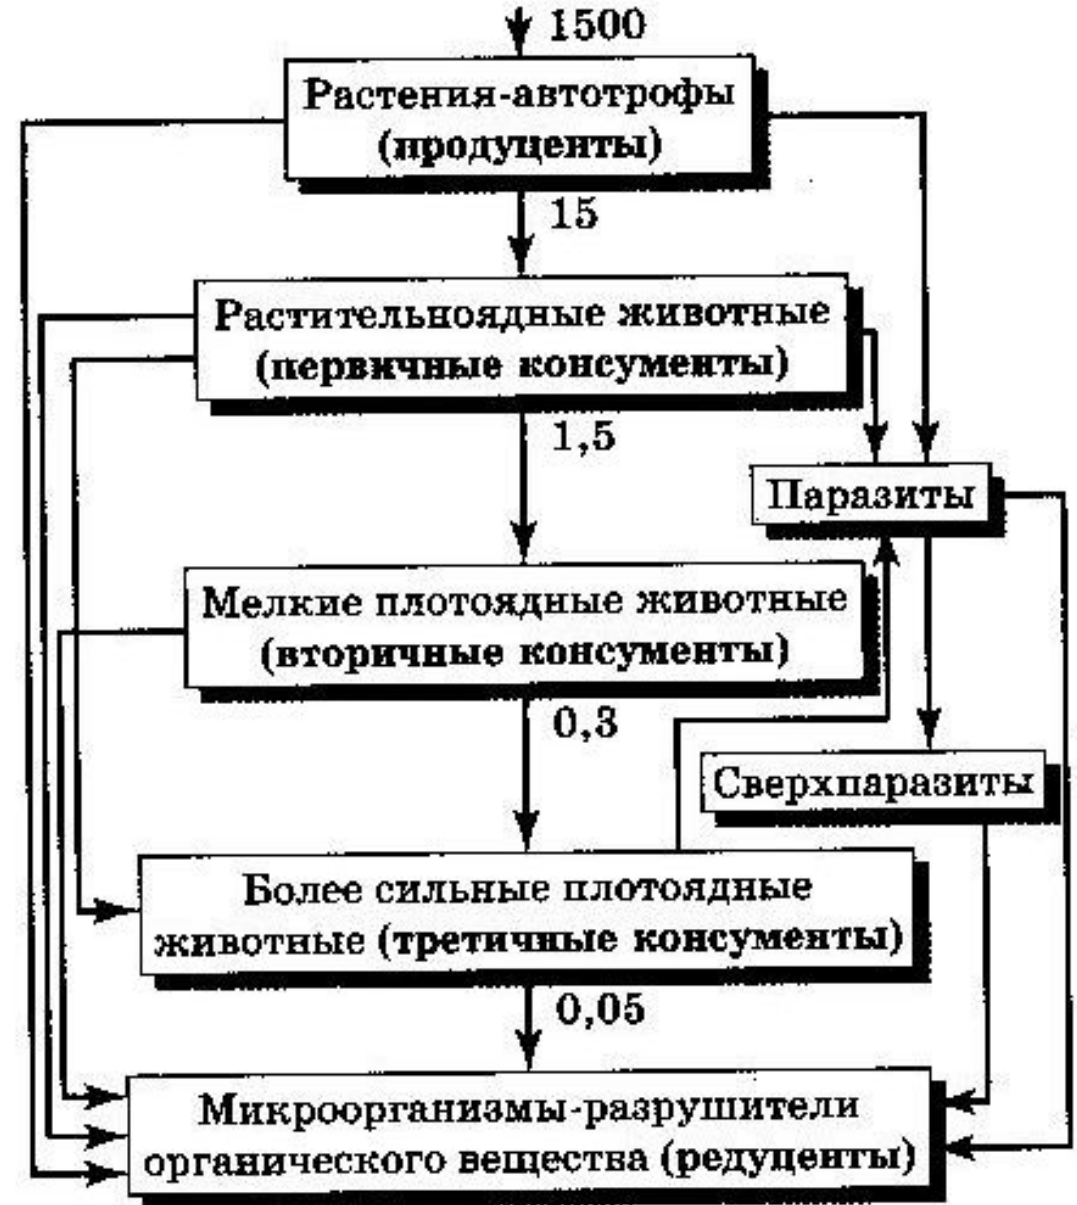 1500
Растения-автотрофы
(продуценты)
15
Растительноядные животные
(первичные консументы)
1,5
Паразиты
Мелкие плотоядные животные
(вторичные консументы)
0,3
Сверхпаразиты
Более сильные плотоядные
животные (третичные консументы)
0,05
Микроорганизмы-разрушители
органического вещества (редуценты)